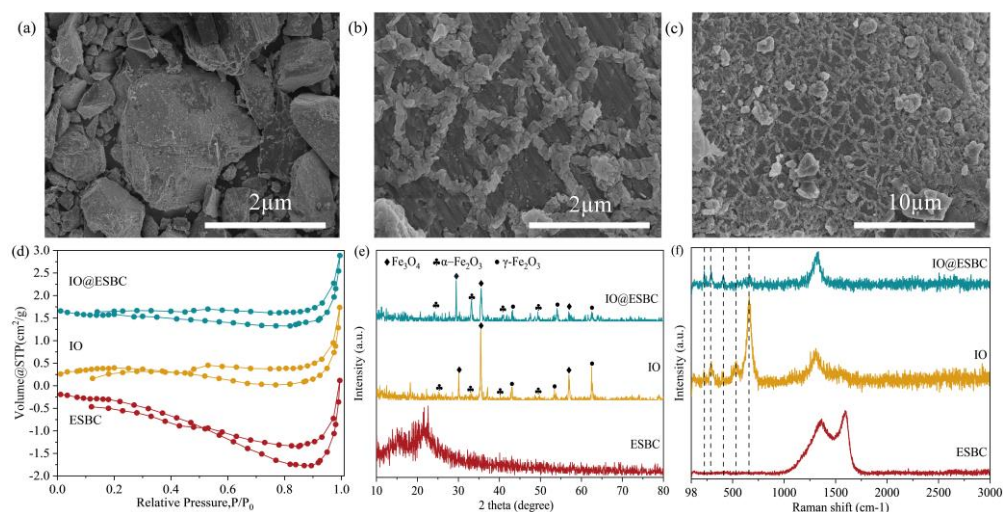 (a)
2μm
(b)
2μm
(c)
10μm
(d)
Volume@STP(cm²/g)
3.0
2.5
2.0
1.5
1.0
0.5
0.0
-0.5
-1.0
-1.5
-2.0
IO@ESBC
IO
ESBC
0.0 0.2 0.4 0.6 0.8 1.0
Relative Pressure,P/P₀
(e)
Intensity (a.u.)
♦Fe₃O₄ ♣α–Fe₂O₃ ●γ-Fe₂O₃
IO@ESBC
IO
ESBC
10 20 30 40 50 60 70 80
2 theta (degree)
(f)
Intensity (a.u.)
IO@ESBC
IO
ESBC
98 500 1000 1500 2000 2500 3000
Raman shift (cm-1)